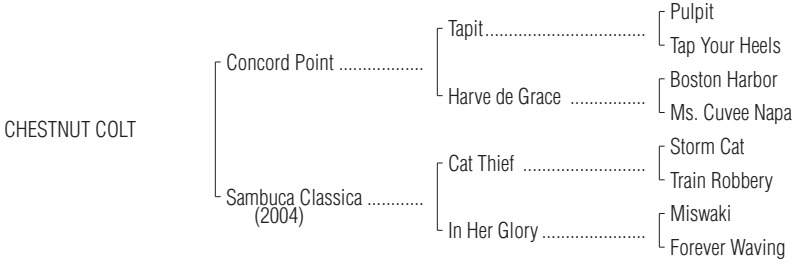 Pulpit
Tapit.................................
Tap Your Heels
Concord Point ..................
Boston Harbor
Harve de Grace ................
Ms. Cuvee Napa
CHESTNUT COLT
Storm Cat
Cat Thief ..........................
Train Robbery
Sambuca Classica ............
(2004)
Miswaki
In Her Glory ......................
Forever Waving